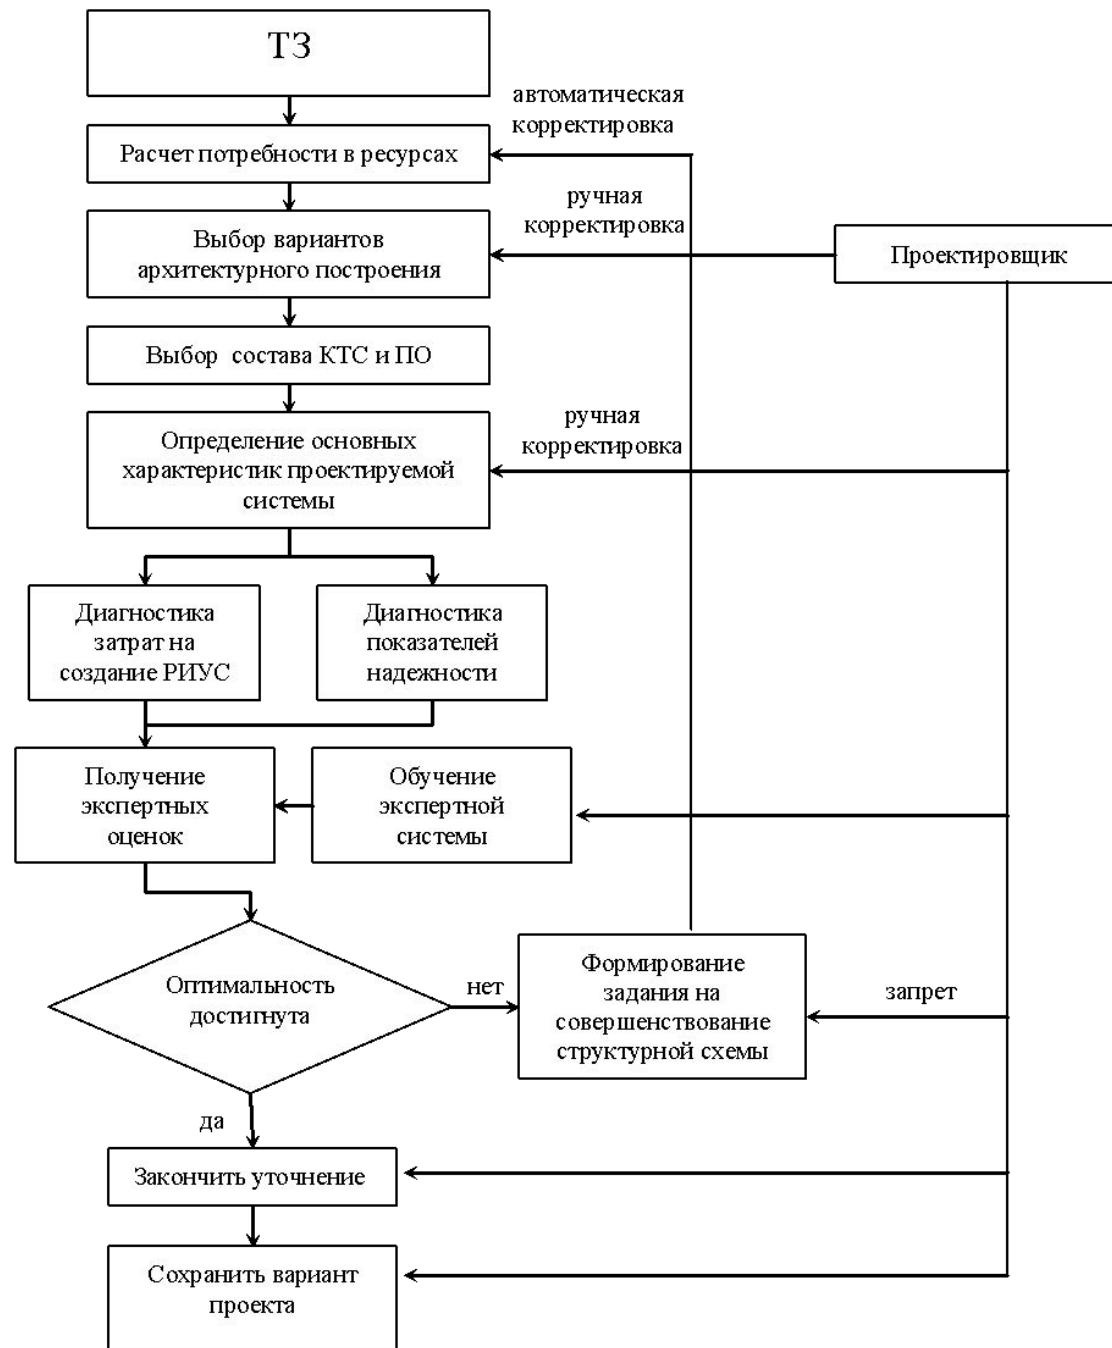 ТЗ
автоматическая
корректировка
Расчет потребности в ресурсах
ручная
корректировка
Выбор вариантов
архитектурного построения
Проектировщик
Выбор состава КТС и ПО
ручная
корректировка
Определение основных
характеристик проектируемой
системы
Диагностика
затрат на
создание РИУС
Диагностика
показателей
надежности
Получение
экспертных
оценок
Обучение
экспертной
системы
Оптимальность
достигнута
нет
Формирование
задания на
совершенствование
структурной схемы
запрет
да
Закончить уточнение
Сохранить вариант
проекта